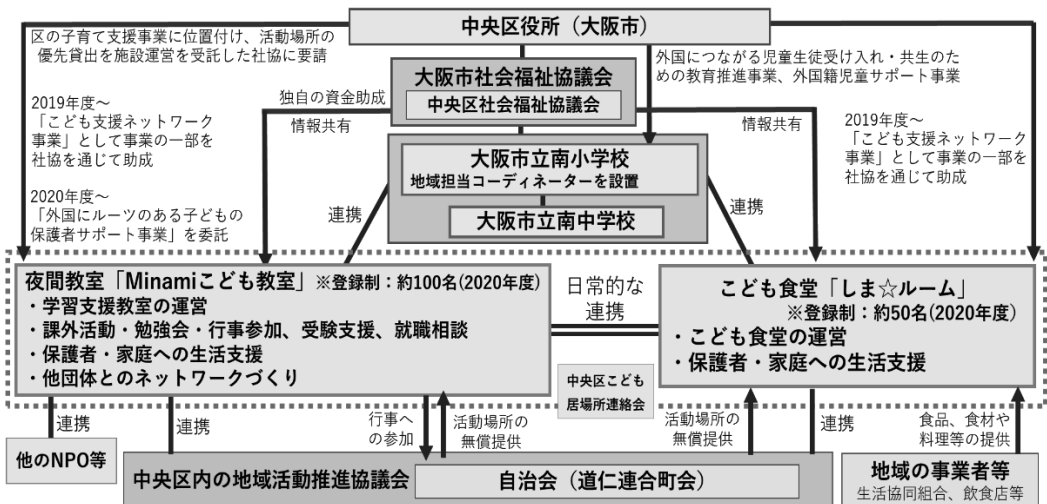 中央区役所（大阪市）
区の子育て支援事業に位置付け、活動場所の
優先貸出を施設運営を受託した社協に要請
外国につながる児童生徒受け入れ・共生のた
めの教育推進事業、外国籍児童サポート事業
大阪市社会福祉協議会
中央区社会福祉協議会
独自の資金助成
情報共有
情報共有
2019年度～
「こども支援ネットワーク
事業」として事業の一部を
社協を通じて助成
2019年度～
「こども支援ネットワーク
事業」として事業の一部を
社協を通じて助成
大阪市立南小学校
地域担当コーディネーターを設置
大阪市立南中学校
2020年度～
「外国にルーツのある子どもの
保護者サポート事業」を委託
連携
連携
夜間教室「Minamiこども教室」※登録制：約100名(2020年度)
・学習支援教室の運営
・課外活動・勉強会・行事参加、受験支援、就職相談
・保護者・家庭への生活支援
・他団体とのネットワークづくり
日常的な
連携
こども食堂「しま☆ルーム」
※登録制：約50名(2020年度)
・こども食堂の運営
・保護者・家庭への生活支援
中央区こども
居場所連絡会
連携
連携
行事へ
の参加
活動場所の
無償提供
活動場所の
無償提供
連携
食品、食材や
料理等の提供
他のNPO等
中央区内の地域活動推進協議会
自治会（道仁連合町会）
地域の事業者等
生活協同組合、飲食店等